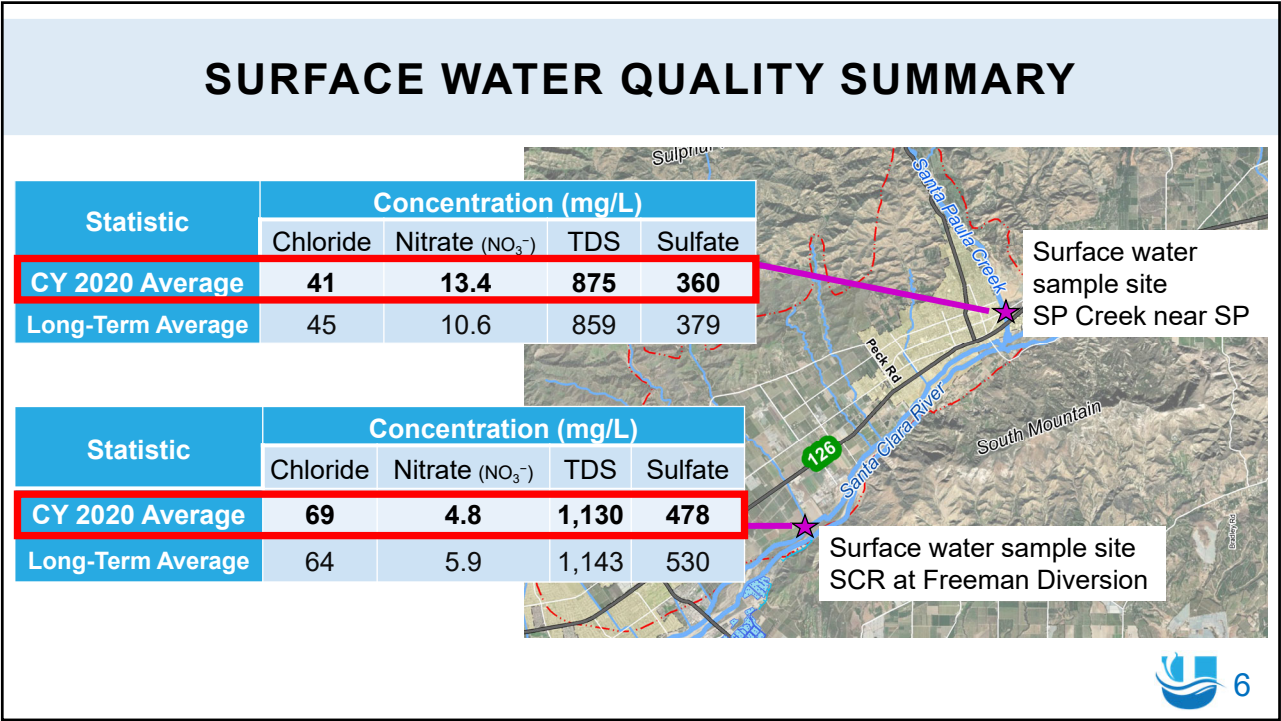 SURFACE WATER QUALITY SUMMARY
Statistic
Concentration (mg/L)
Chloride Nitrate (NO₃⁻) TDS Sulfate
CY 2020 Average 41 13.4 875 360
Long-Term Average 45 10.6 859 379
Statistic
Concentration (mg/L)
Chloride Nitrate (NO₃⁻) TDS Sulfate
CY 2020 Average 69 4.8 1,130 478
Long-Term Average 64 5.9 1,143 530
Santa Paula Creek
Surface water
sample site
SP Creek near SP
Peck Rd
South Mountain
Santa Clara River
126
Bradley Rd
Surface water sample site
SCR at Freeman Diversion
6